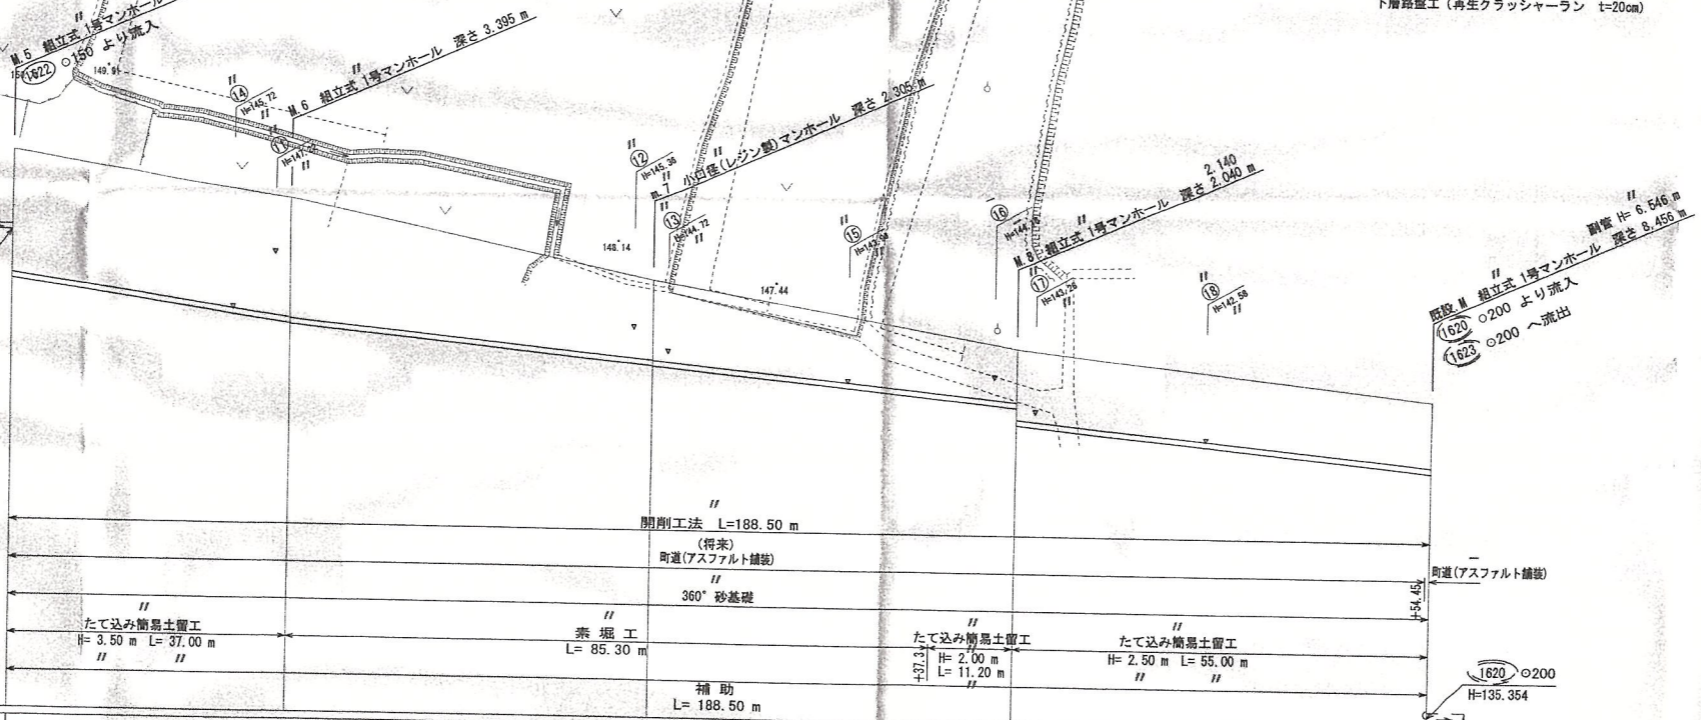 下層路盤工(再生クラッシャーラン t=20cm)
M.5 組立式 1号マンホール
1622 ○150 より流入
149.91
〃
⑭
H=145.72
〃
〃
M.6 組立式 1号マンホール 深さ 3.395 m
〃
⑪
〃
〃
⑫
H=145.36
〃
〃
m.7 小口径(レジン製)マンホール 深さ 2.305 m
〃
⑬
H=144.72
〃
148.14
147.44
〃
⑮
〃
⑯
2.140
〃
M.8 組立式 1号マンホール 深さ 2.040 m
〃
⑰
H=143.26
〃
〃
⑱
H=142.58
〃
〃
副管 H= 6.546 m
〃
既設 M 組立式 1号マンホール 深さ 8.456 m
1620 ○200 より流入
1623 ⊙200 へ流出
〃
開削工法 L=188.50 m
(将来)
町道(アスファルト舗装)
町道(アスファルト舗装)
〃
360° 砂基礎
+54.45
〃
たて込み簡易土留工
H= 3.50 m L= 37.00 m
〃 〃
〃
素 堀 工
L= 85.30 m
〃
たて込み簡易土留工
+37.3
H= 2.00 m
L= 11.20 m
〃
〃
たて込み簡易土留工
H= 2.50 m L= 55.00 m
〃 〃
補 助
L= 188.50 m
1620 ⊙200
H=135.354